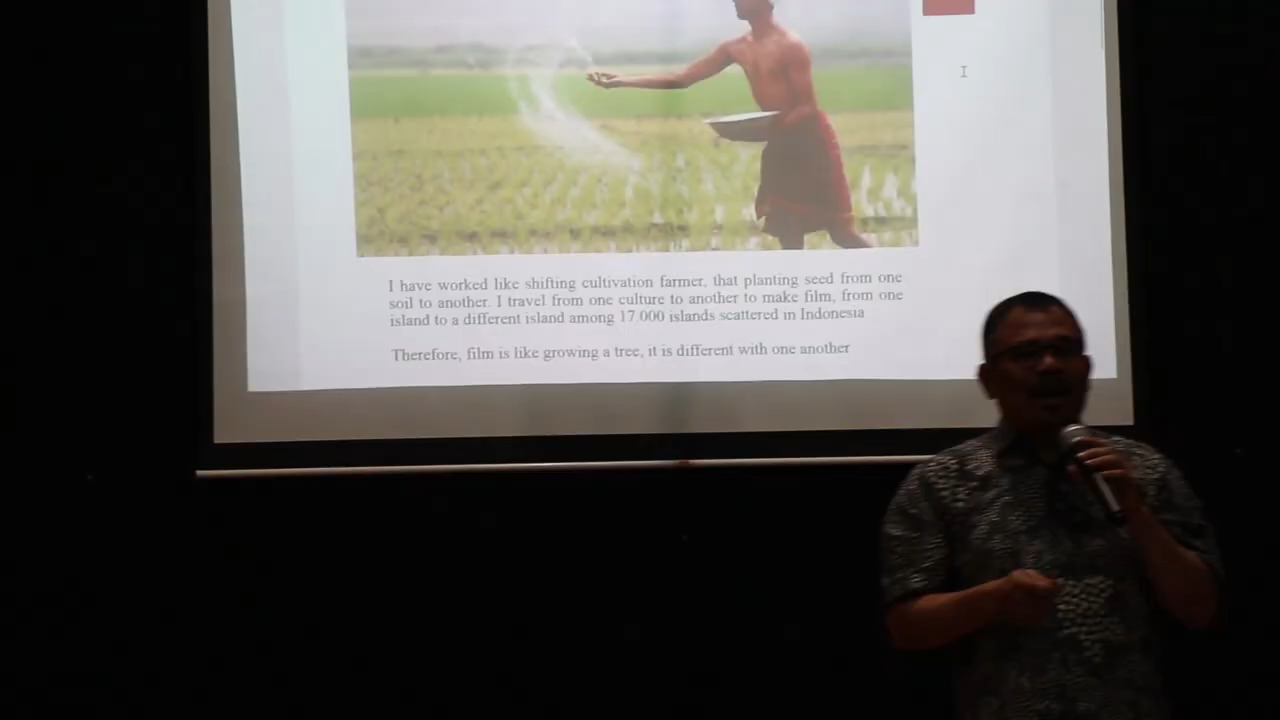 I have worked like shifting cultivation farmer, that planting seed from one
soil to another. I travel from one culture to another to make film, from one
island to a different island among 17.000 islands scattered in Indonesia
Therefore, film is like growing a tree, it is different with one another